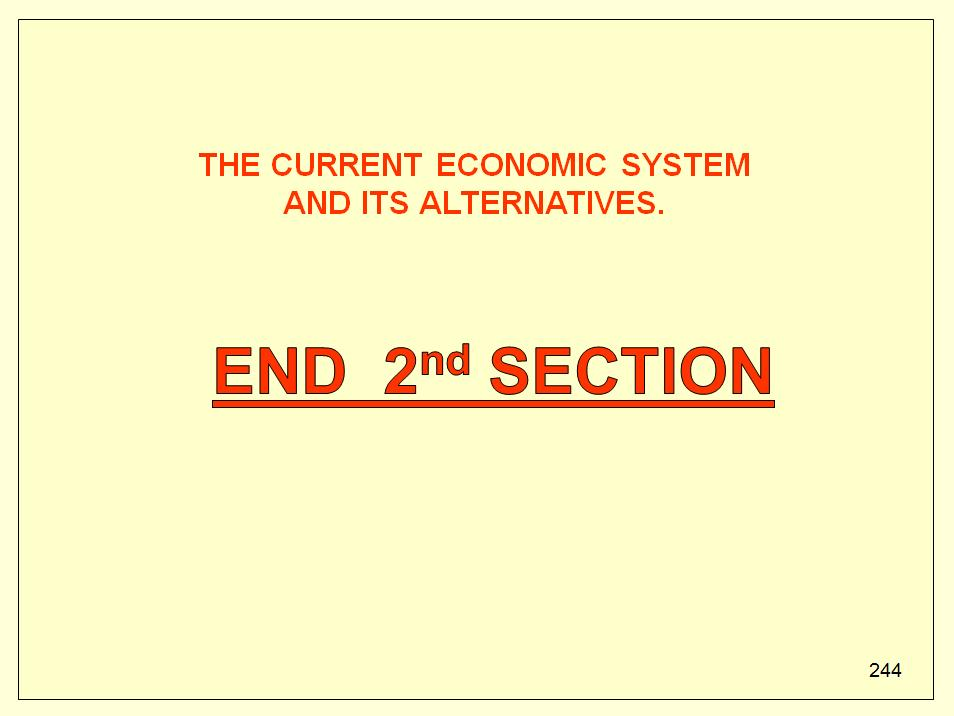 THE CURRENT ECONOMIC SYSTEM
AND ITS ALTERNATIVES.
END 2nd SECTION
244